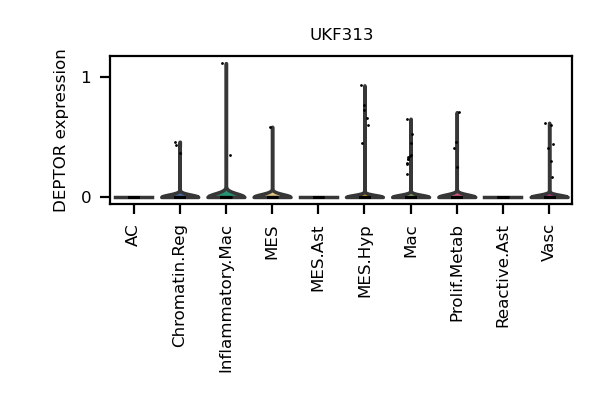 UKF313
DEPTOR expression
1
0
AC
Chromatin.Reg
Inflammatory.Mac
MES
MES.Ast
MES.Hyp
Mac
Prolif.Metab
Reactive.Ast
Vasc